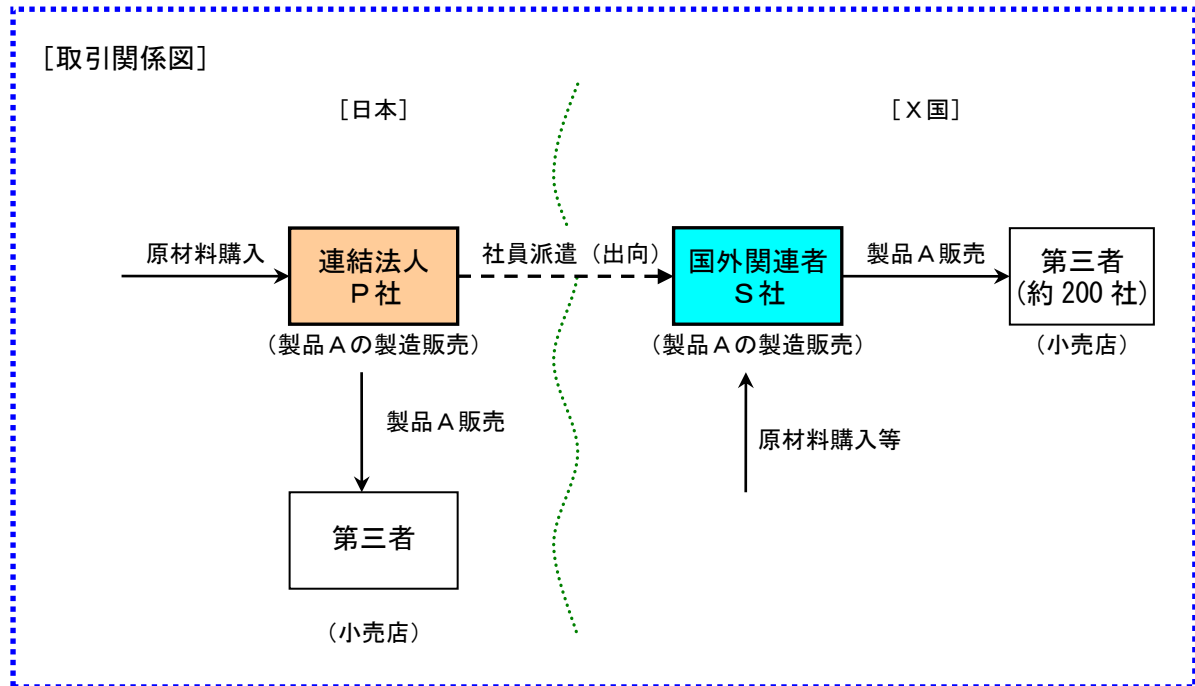 ［取引関係図］
［日本］
［Ｘ国］
原材料購入
連結法人
Ｐ社
社員派遣（出向）
国外関連者
Ｓ社
製品Ａ販売
第三者
(約 200 社)
（製品Ａの製造販売）
（製品Ａの製造販売）
（小売店）
製品Ａ販売
原材料購入等
第三者
（小売店）